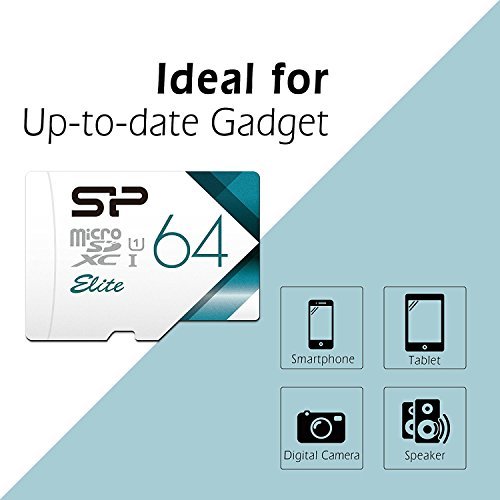 Ideal for
Up-to-date Gadget
SP
micro
SD
XC I
U1
64
Elite
Smartphone
Tablet
Digital Camera
Speaker